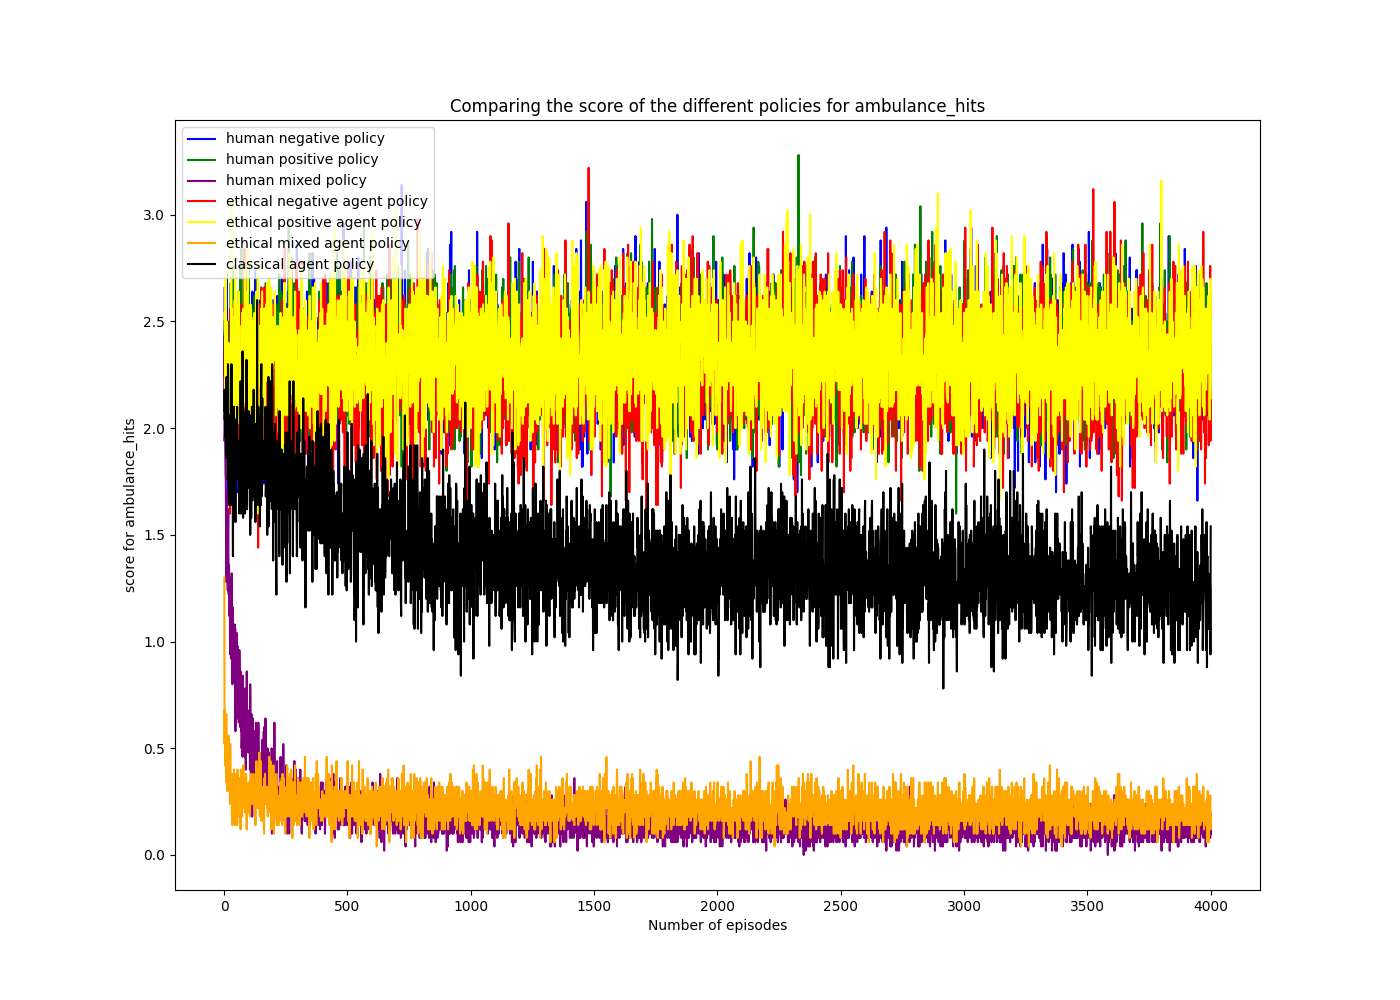 Comparing the score of the different policies for ambulance_hits
human negative policy
human positive policy
human mixed policy
ethical negative agent policy
ethical positive agent policy
ethical mixed agent policy
classical agent policy
score for ambulance_hits
3.0
2.5
2.0
1.5
1.0
0.5
0.0
0 500 1000 1500 2000 2500 3000 3500 4000
Number of episodes